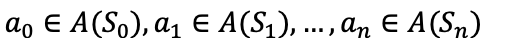 a₀ ∈ A(S₀), a₁ ∈ A(S₁), … , aₙ ∈ A(Sₙ)